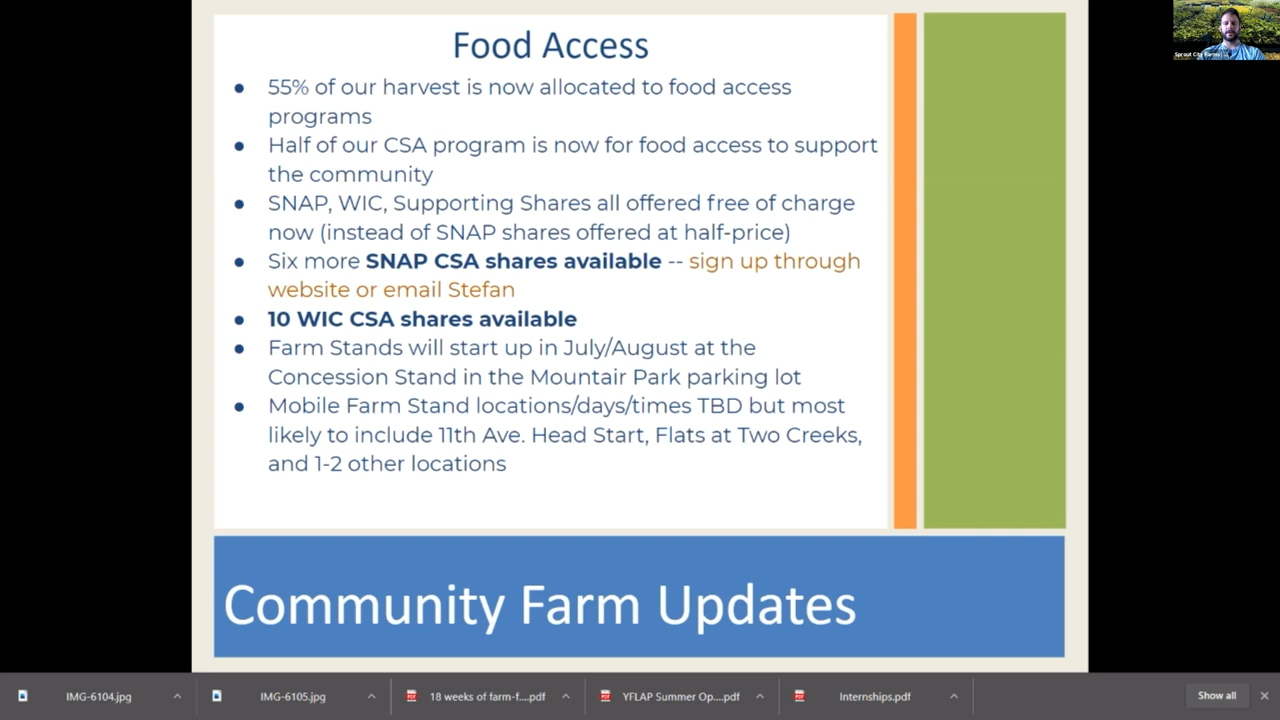 Food Access
● 55% of our harvest is now allocated to food access
programs
● Half of our CSA program is now for food access to support
the community
● SNAP, WIC, Supporting Shares all offered free of charge
now (instead of SNAP shares offered at half-price)
● Six more SNAP CSA shares available -- sign up through
website or email Stefan
● 10 WIC CSA shares available
● Farm Stands will start up in July/August at the
Concession Stand in the Mountair Park parking lot
● Mobile Farm Stand locations/days/times TBD but most
likely to include 11th Ave. Head Start, Flats at Two Creeks,
and 1-2 other locations
Community Farm Updates
Sprout City Farms
IMG-6104.jpg
IMG-6105.jpg
18 weeks of farm-f....pdf
YFLAP Summer Op....pdf
Internships.pdf
Show all